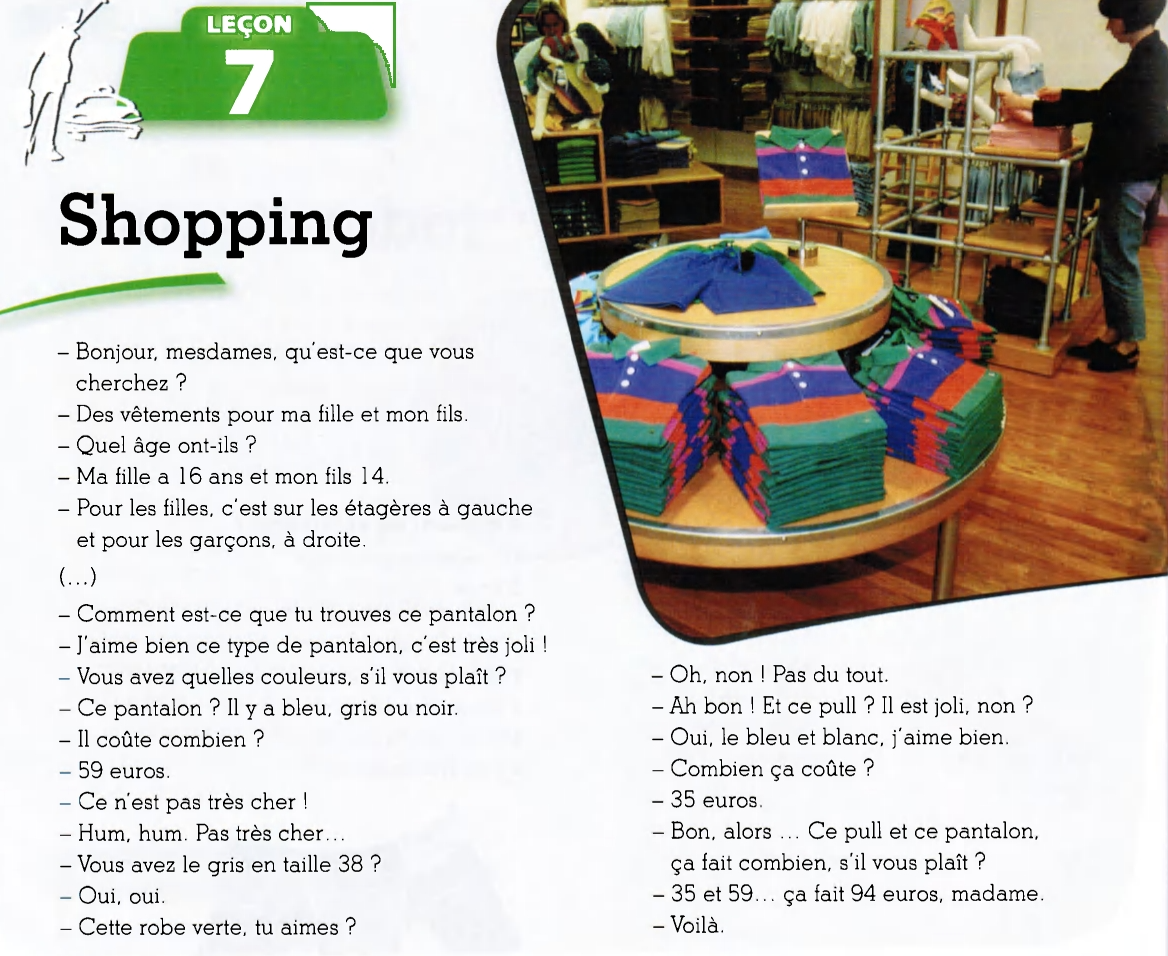 LEÇON
7
Shopping
– Bonjour, mesdames, qu'est-ce que vous
cherchez ?
– Des vêtements pour ma fille et mon fils.
– Quel âge ont-ils ?
– Ma fille a 16 ans et mon fils 14.
– Pour les filles, c'est sur les étagères à gauche
et pour les garçons, à droite.
(...)
– Comment est-ce que tu trouves ce pantalon ?
– J'aime bien ce type de pantalon, c'est très joli !
– Vous avez quelles couleurs, s'il vous plaît ?
– Ce pantalon ? Il y a bleu, gris ou noir.
– Il coûte combien ?
– 59 euros.
– Ce n'est pas très cher !
– Hum, hum. Pas très cher...
– Vous avez le gris en taille 38 ?
– Oui, oui.
– Cette robe verte, tu aimes ?
– Oh, non ! Pas du tout.
– Ah bon ! Et ce pull ? Il est joli, non ?
– Oui, le bleu et blanc, j'aime bien.
– Combien ça coûte ?
– 35 euros.
– Bon, alors ... Ce pull et ce pantalon,
ça fait combien, s'il vous plaît ?
– 35 et 59... ça fait 94 euros, madame.
– Voilà.